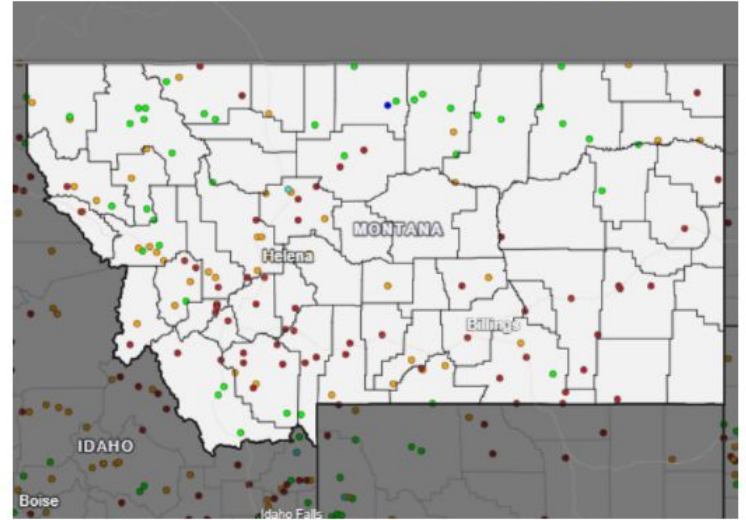 MONTANA
Helena
Billings
IDAHO
Boise
Idaho Falls